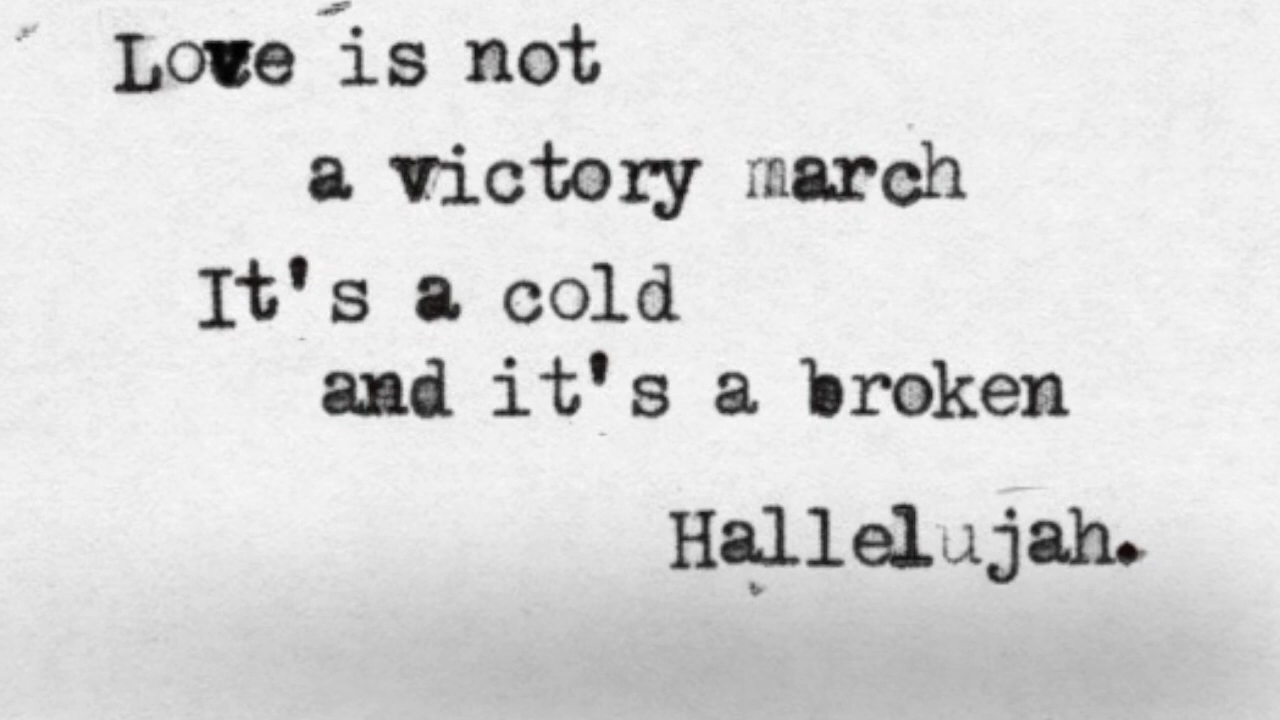 Love is not
a victory march
It's a cold
and it's a broken
Hallelujah.